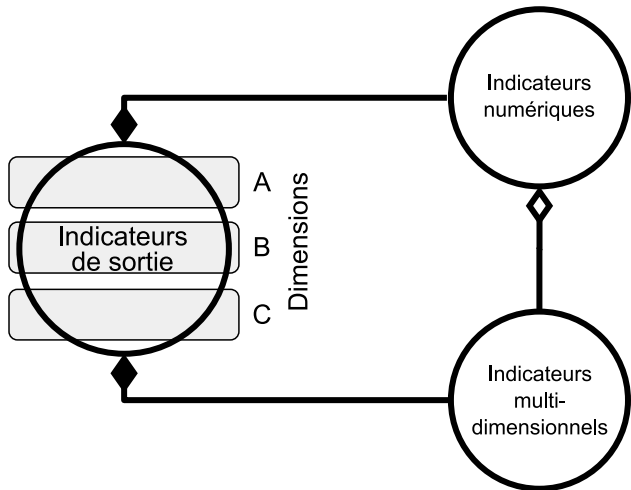 Indicateurs
numériques
A
Indicateurs
de sortie
B
C
Dimensions
Indicateurs
multi-
dimensionnels